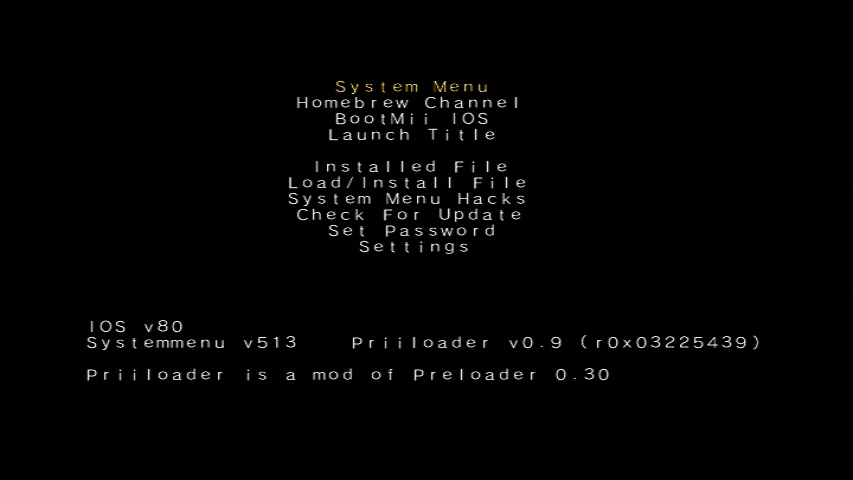 System Menu
Homebrew Channel
BootMii IOS
Launch Title
Installed File
Load/Install File
System Menu Hacks
Check For Update
Set Password
Settings
IOS v80
Systemmenu v513 Priiloader v0.9 (r0x03225439)
Priiloader is a mod of Preloader 0.30